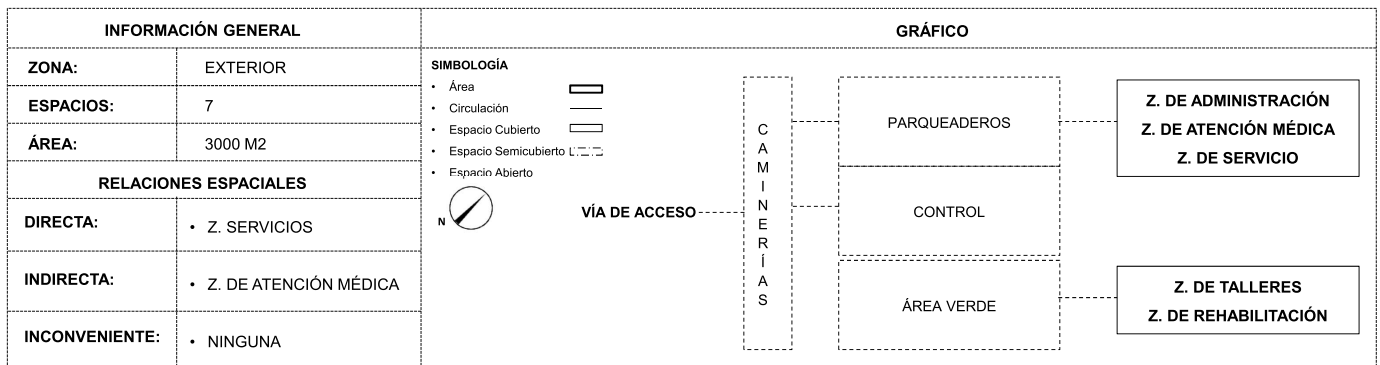 INFORMACIÓN GENERAL
ZONA: EXTERIOR
ESPACIOS: 7
ÁREA: 3000 M2
RELACIONES ESPACIALES
DIRECTA: • Z. SERVICIOS
INDIRECTA: • Z. DE ATENCIÓN MÉDICA
INCONVENIENTE: • NINGUNA
GRÁFICO
SIMBOLOGÍA
• Área
• Circulación
• Espacio Cubierto
• Espacio Semicubierto
• Espacio Abierto
N
VÍA DE ACCESO
CAMINERÍAS
PARQUEADEROS
CONTROL
ÁREA VERDE
Z. DE ADMINISTRACIÓN
Z. DE ATENCIÓN MÉDICA
Z. DE SERVICIO
Z. DE TALLERES
Z. DE REHABILITACIÓN